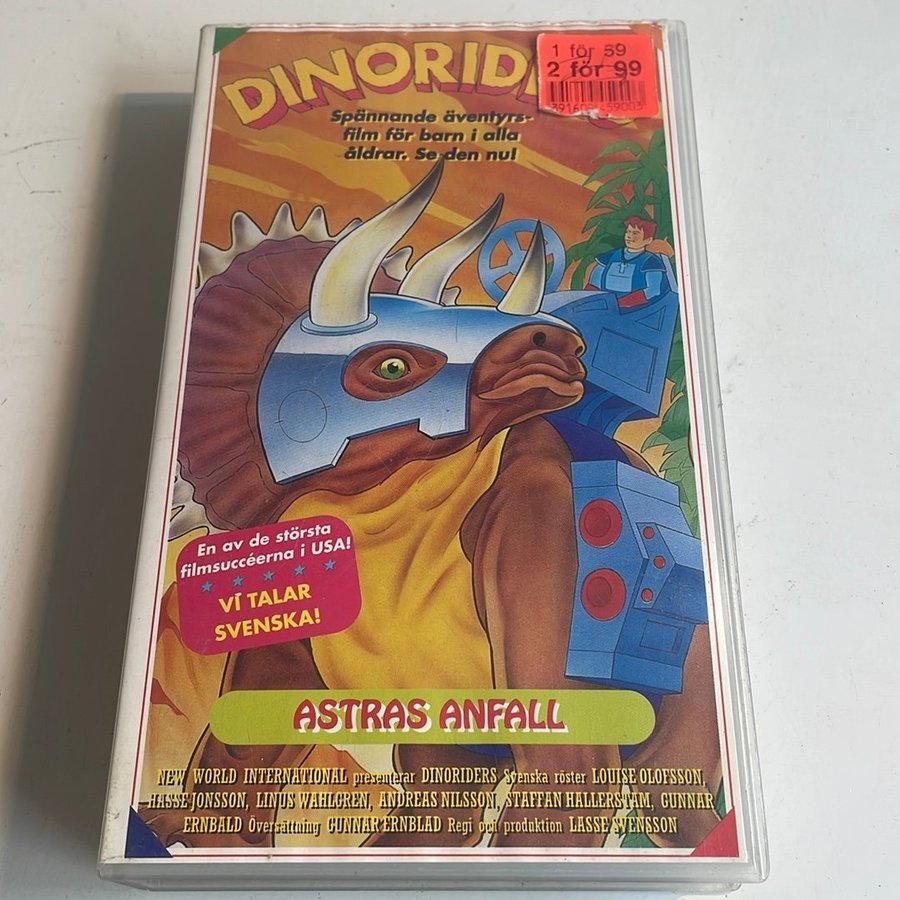 DINORID
1 för 59
2 för 99
Spännande äventyrs-
film för barn i alla
åldrar. Se den nu!
En av de största
filmsuccéerna i USA!
VI TALAR
SVENSKA!
ASTRAS ANFALL
NEW WORLD INTERNATIONAL presenterar DINORIDERS Svenska röster LOUISE OLOFSSON,
HASSE JONSSON, LINUS WAHLGREN, ANDREAS NILSSON, STAFFAN HALLERSTAM, GUNNAR
ERNBALD Översättning GUNNAR ERNBLAD Regi och produktion LASSE SVENSSON